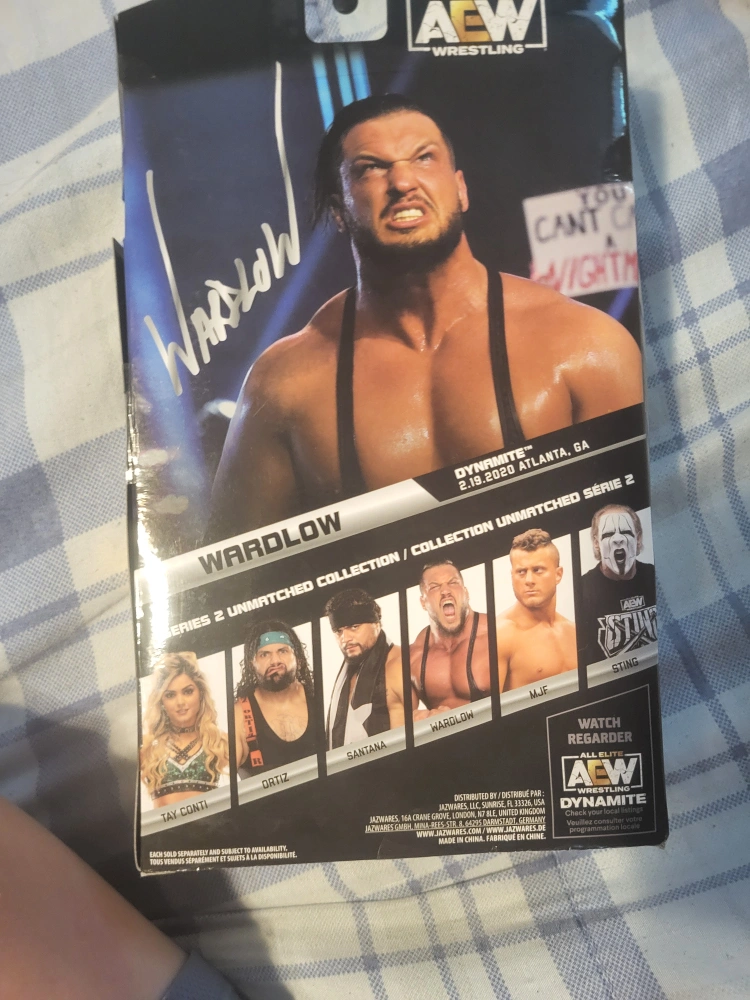 AEW
WRESTLING
WARDLOW
YOU
CANT
A
DYNAMITE™
2.19.2020 ATLANTA, GA
WARDLOW
SERIES 2 UNMATCHED COLLECTION / COLLECTION UNMATCHED SÉRIE 2
TAY CONTI
ORTIZ
SANTANA
WARDLOW
MJF
AEW
STING
STING
WATCH
REGARDER
ALL ELITE
AEW
WRESTLING
DYNAMITE
Check your local listings
Veuillez consulter votre
programmation locale
DISTRIBUTED BY / DISTRIBUÉ PAR :
JAZWARES, LLC, SUNRISE, FL 33326, USA
JAZWARES, 16A CRANE GROVE, LONDON, N7 8LE, UNITED KINGDOM
JAZWARES GMBH, MINA-REES-STR. 8, 64295 DARMSTADT, GERMANY
WWW.JAZWARES.COM / WWW.JAZWARES.DE
MADE IN CHINA. FABRIQUÉ EN CHINE.
EACH SOLD SEPARATELY AND SUBJECT TO AVAILABILITY.
TOUS VENDUS SÉPARÉMENT ET SUJETS À LA DISPONIBILITÉ.